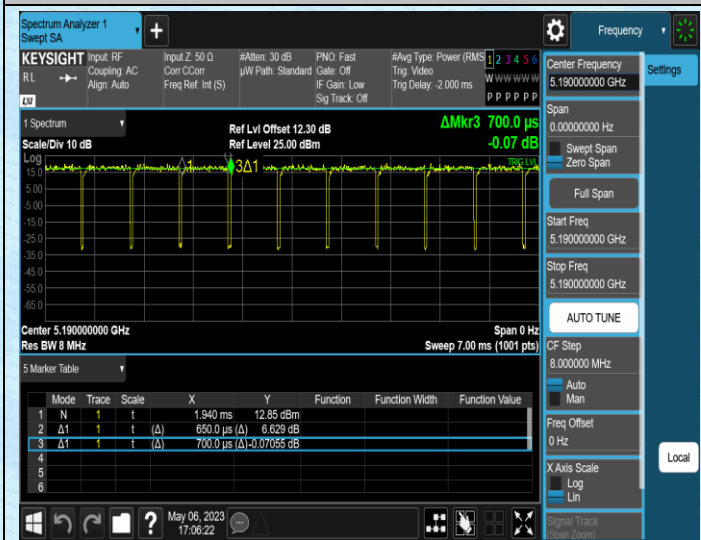 Spectrum Analyzer 1
Swept SA
+
Frequency
KEYSIGHT
RL
LXI
Input: RF
Coupling: AC
Align: Auto
Input Z: 50 Ω
Corr CCorr
Freq Ref: Int (S)
#Atten: 30 dB
µW Path: Standard
PNO: Fast
Gate: Off
IF Gain: Low
Sig Track: Off
#Avg Type: Power (RMS
Trig: Video
Trig Delay: -2.000 ms
1 2 3 4 5 6
W W W W W W
P P P P P P
1 Spectrum
Scale/Div 10 dB
Ref Lvl Offset 12.30 dB
Ref Level 25.00 dBm
ΔMkr3 700.0 µs
-0.07 dB
Log
15.0
5.00
-5.00
-15.0
-25.0
-35.0
-45.0
-55.0
-65.0
3Δ1
TRIG LVL
Center 5.190000000 GHz
Res BW 8 MHz
Span 0 Hz
Sweep 7.00 ms (1001 pts)
5 Marker Table
Mode Trace Scale X Y Function Function Width Function Value
1 N 1 t 1.940 ms 12.85 dBm
2 Δ1 1 t (Δ) 650.0 µs (Δ) 6.629 dB
3 Δ1 1 t (Δ) 700.0 µs (Δ) -0.07055 dB
4
5
6
May 06, 2023
17:06:22
Center Frequency
5.190000000 GHz
Span
0.00000000 Hz
Swept Span
Zero Span
Full Span
Start Freq
5.190000000 GHz
Stop Freq
5.190000000 GHz
AUTO TUNE
CF Step
8.000000 MHz
Auto
Man
Freq Offset
0 Hz
X Axis Scale
Log
Lin
Signal Track
(Span Zoom)
Settings
Local